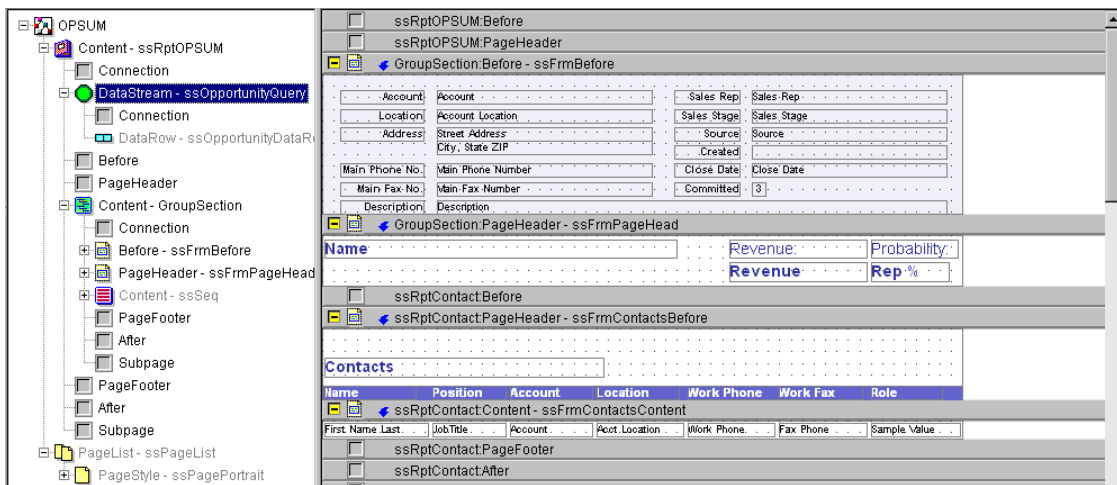 OPSUM
Content - ssRptOPSUM
Connection
DataStream - ssOpportunityQuery
Connection
DataRow - ssOpportunityDataR
Before
PageHeader
Content - GroupSection
Connection
Before - ssFrmBefore
PageHeader - ssFrmPageHead
Content - ssSeq
PageFooter
After
Subpage
PageFooter
After
Subpage
PageList - ssPageList
PageStyle - ssPagePortrait
ssRptOPSUM:Before
ssRptOPSUM:PageHeader
GroupSection:Before - ssFrmBefore
Account Account Sales Rep Sales Rep
Location Account Location Sales Stage Sales Stage
Address Street Address Source Source
City, State ZIP Created
Main Phone No. Main Phone Number Close Date Close Date
Main Fax No. Main Fax Number Committed 3
Description Description
GroupSection:PageHeader - ssFrmPageHead
Name Revenue: Probability:
Revenue Rep %
ssRptContact:Before
ssRptContact:PageHeader - ssFrmContactsBefore
Contacts
Name Position Account Location Work Phone Work Fax Role
ssRptContact:Content - ssFrmContactsContent
First Name Last JobTitle Account Acct Location Work Phone Fax Phone Sample Value
ssRptContact:PageFooter
ssRptContact:After